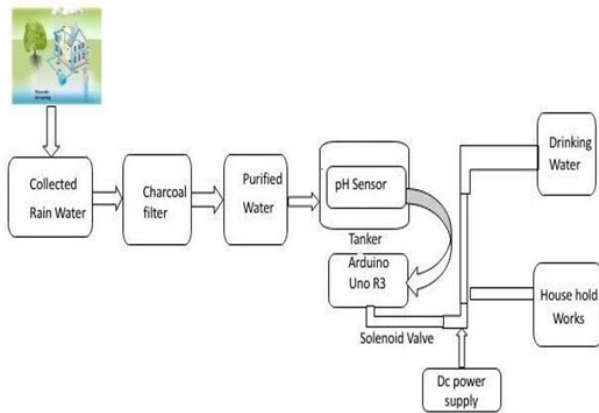 Collected
Rain Water
Charcoal
filter
Purified
Water
pH Sensor
Tanker
Arduino
Uno R3
Solenoid Valve
Dc power
supply
Drinking
Water
House hold
Works